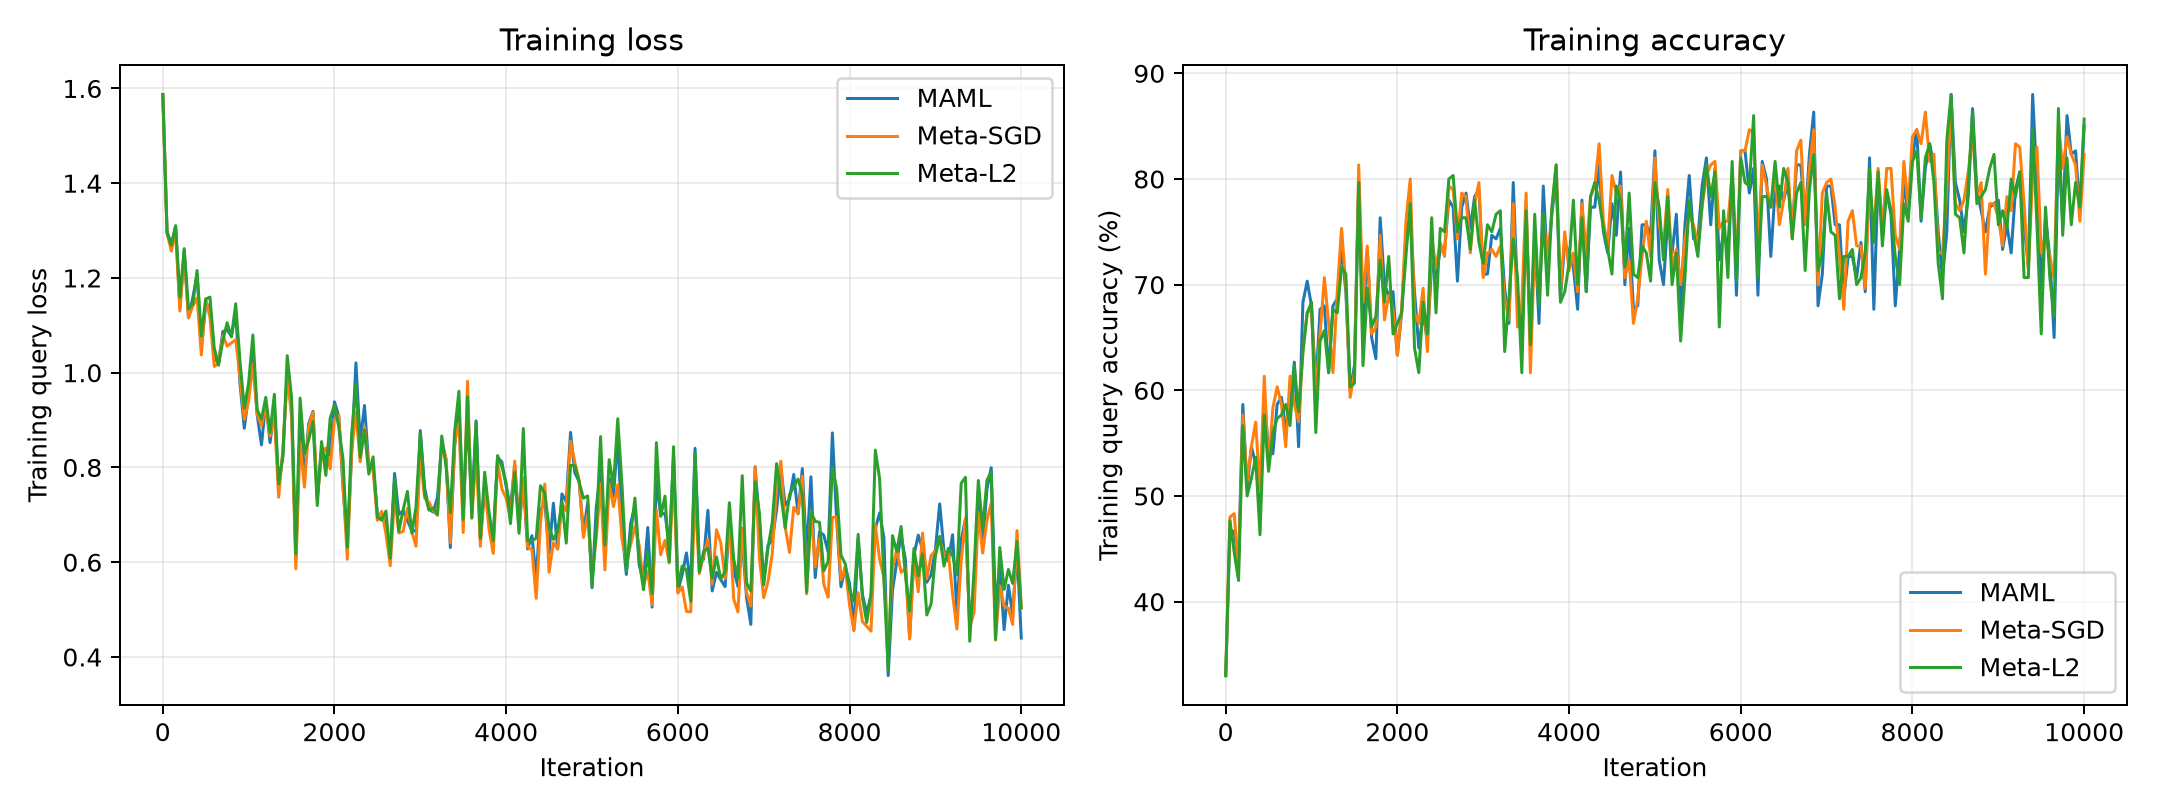 Training loss
Training query loss
1.6
1.4
1.2
1.0
0.8
0.6
0.4
MAML
Meta-SGD
Meta-L2
0
2000
4000
6000
8000
10000
Iteration
Training accuracy
Training query accuracy (%)
90
80
70
60
50
40
MAML
Meta-SGD
Meta-L2
0
2000
4000
6000
8000
10000
Iteration